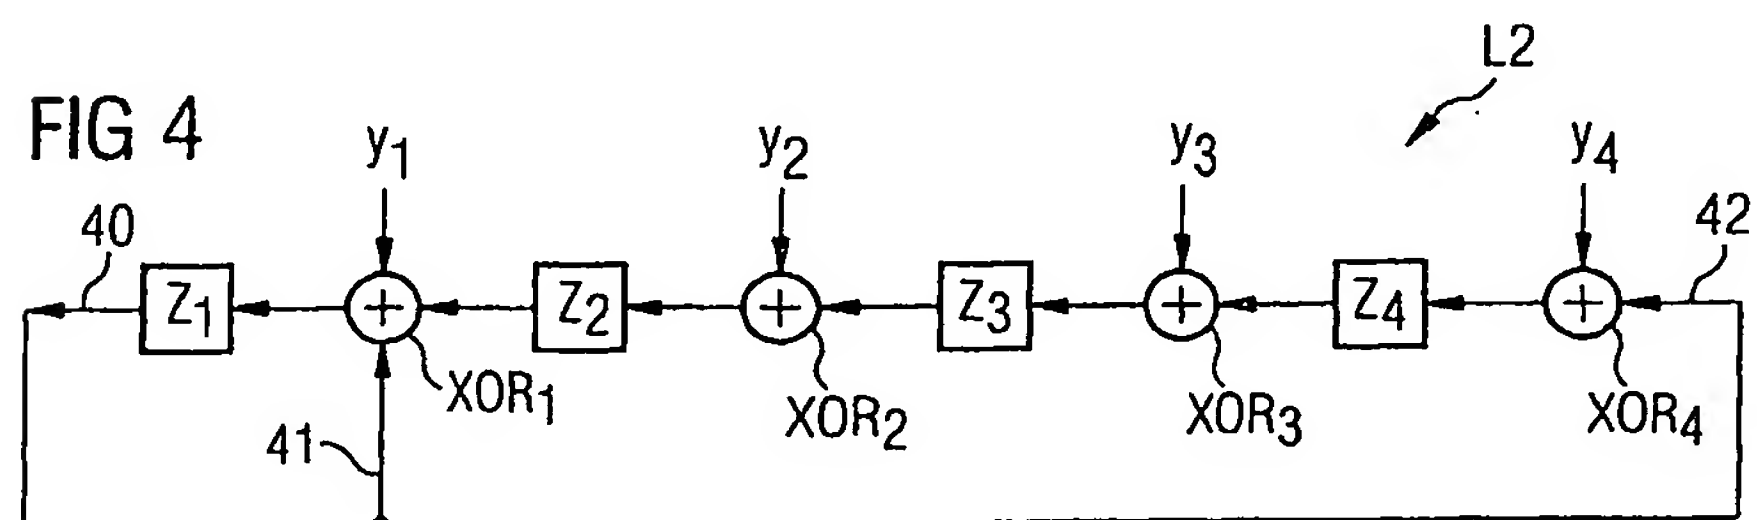 L2
FIG 4
y1
y2
y3
y4
40
42
Z1
+
Z2
+
Z3
+
Z4
+
XOR1
XOR2
XOR3
XOR4
41